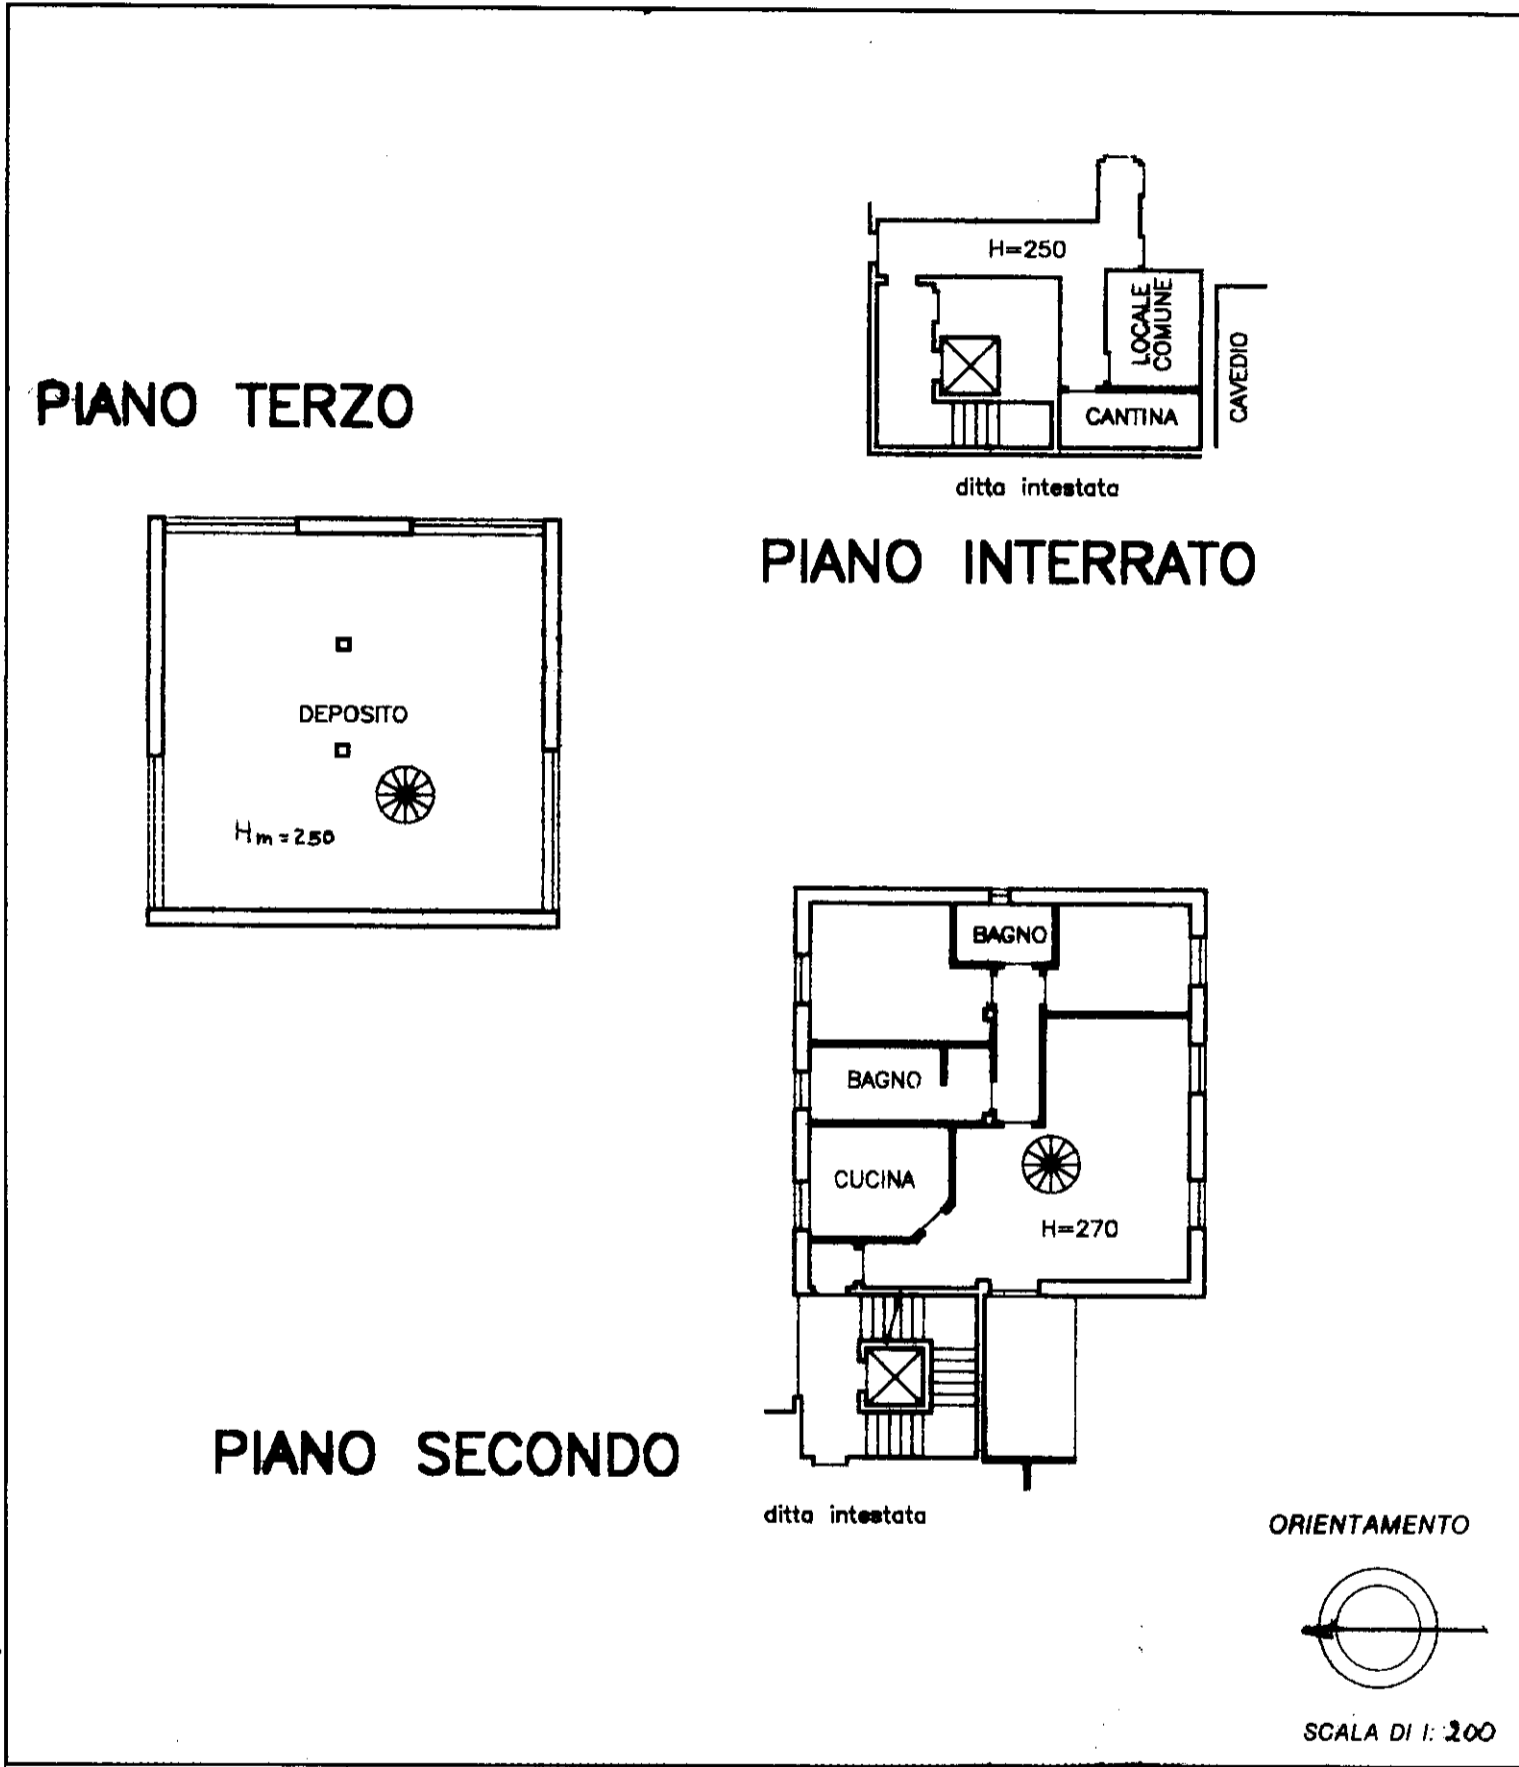 H=250
LOCALE
COMUNE
CAVEDIO
CANTINA
ditta intestata
PIANO INTERRATO
PIANO TERZO
DEPOSITO
Hm=250
BAGNO
BAGNO
CUCINA
H=270
PIANO SECONDO
ditta intestata
ORIENTAMENTO
SCALA DI I: 200